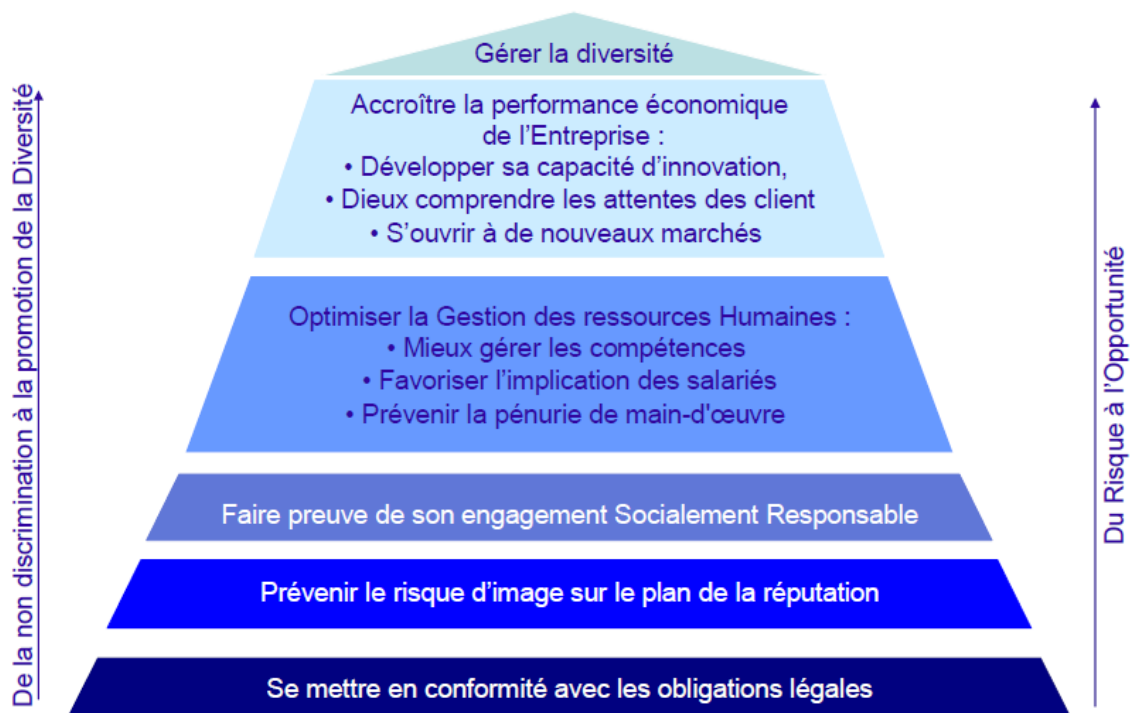 Gérer la diversité
Accroître la performance économique
de l'Entreprise :
• Développer sa capacité d'innovation,
• Dieux comprendre les attentes des client
• S'ouvrir à de nouveaux marchés
Optimiser la Gestion des ressources Humaines :
• Mieux gérer les compétences
• Favoriser l'implication des salariés
• Prévenir la pénurie de main-d'œuvre
Faire preuve de son engagement Socialement Responsable
Prévenir le risque d'image sur le plan de la réputation
Se mettre en conformité avec les obligations légales
De la non discrimination à la promotion de la Diversité
Du Risque à l'Opportunité